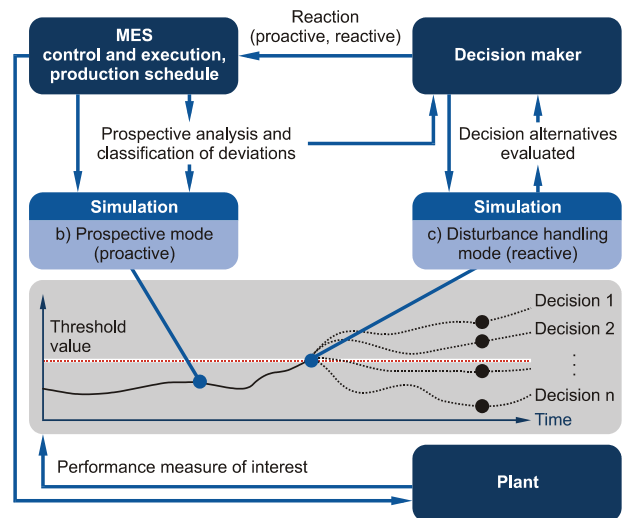 MES
control and execution,
production schedule
Reaction
(proactive, reactive)
Decision maker
Prospective analysis and
classification of deviations
Decision alternatives
evaluated
Simulation
b) Prospective mode
(proactive)
Simulation
c) Disturbance handling
mode (reactive)
Threshold
value
Decision 1
Decision 2
Decision n
Time
Performance measure of interest
Plant